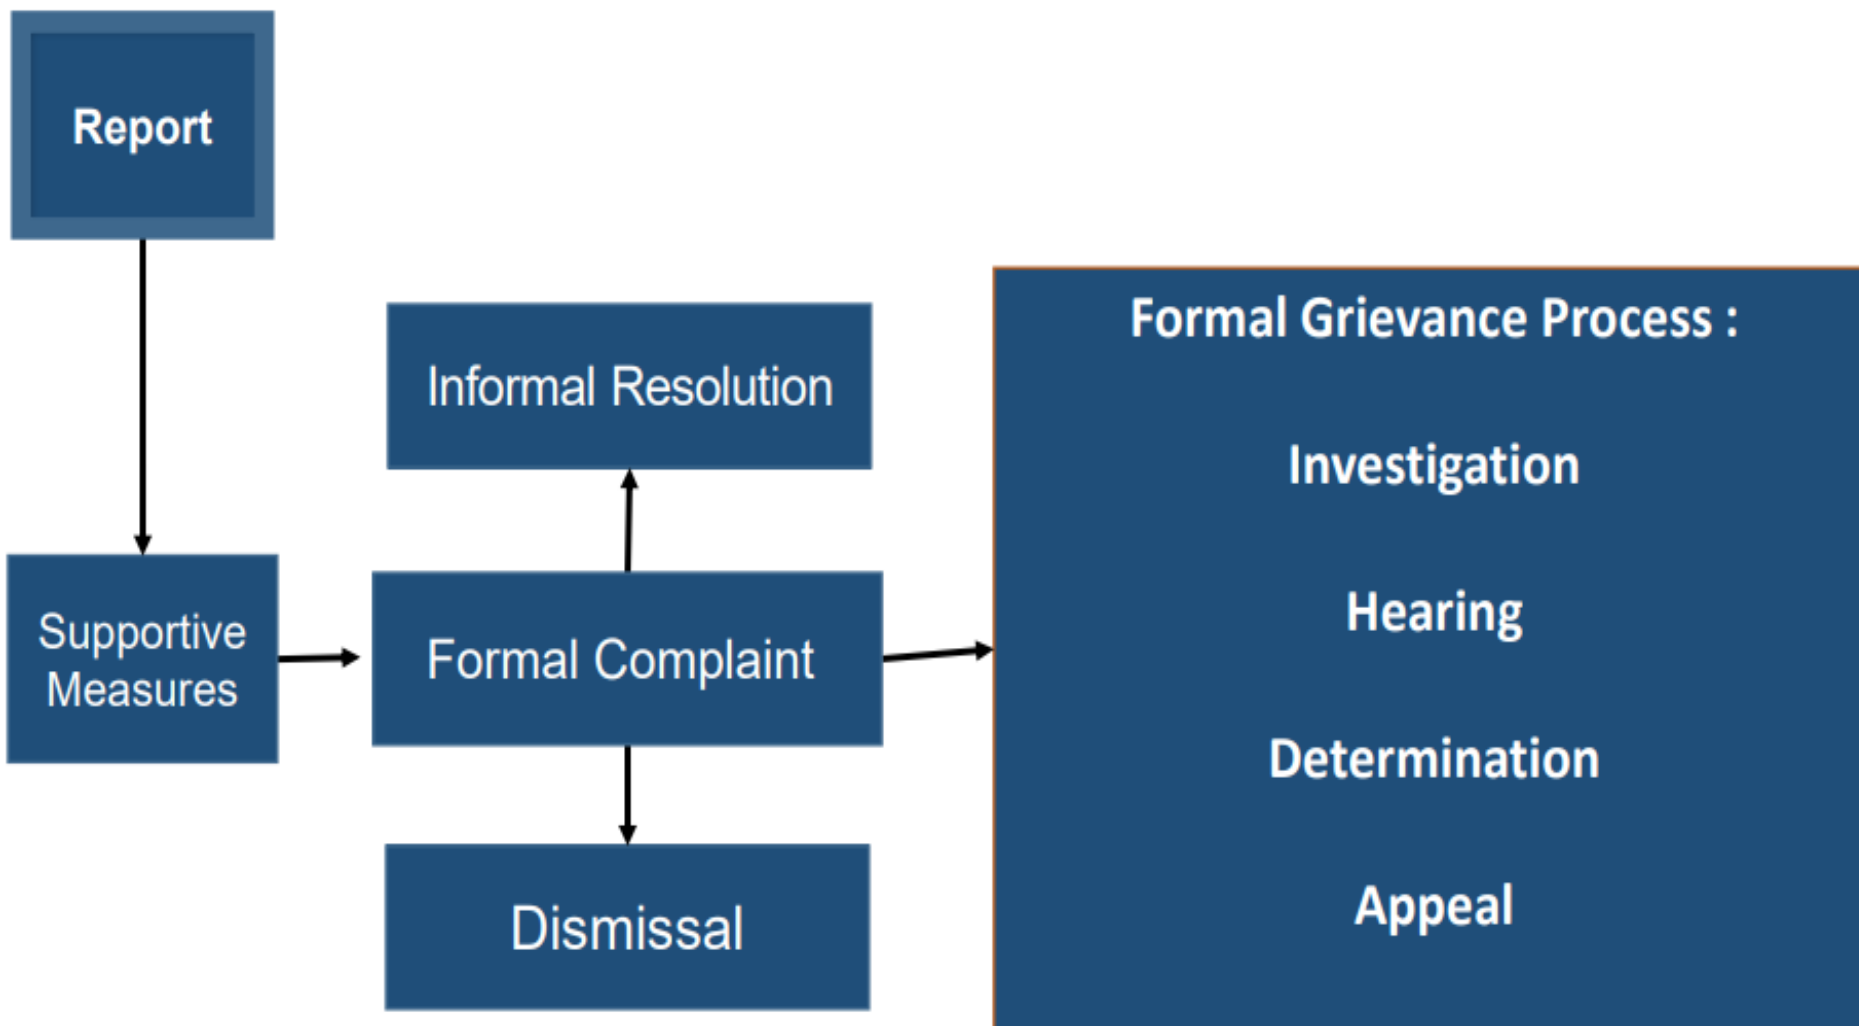 Report
Supportive
Measures
Informal Resolution
Formal Complaint
Dismissal
Formal Grievance Process :
Investigation
Hearing
Determination
Appeal